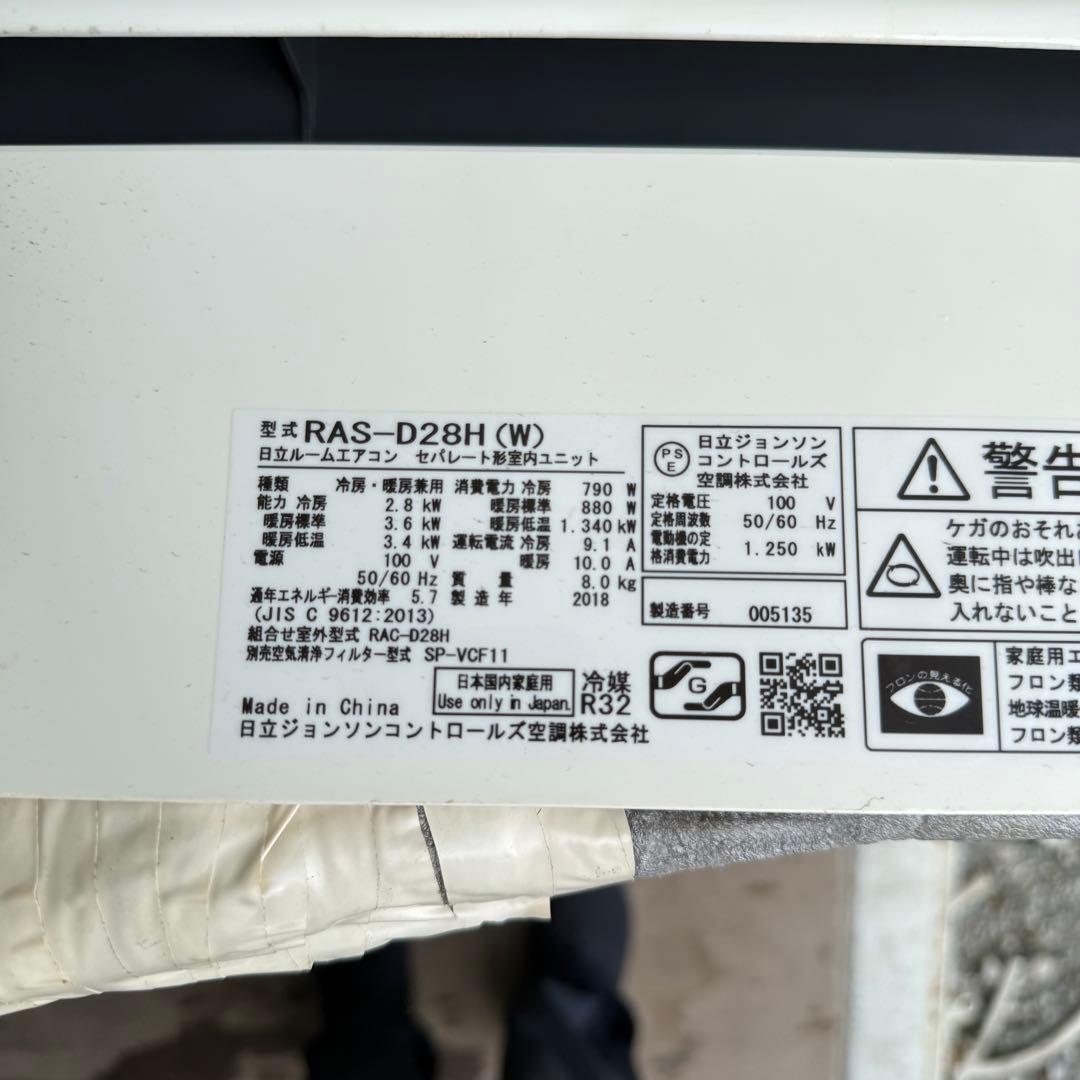 型式 RAS-D28H (W)
日立ルームエアコン セパレート形室内ユニット
種類 冷房・暖房兼用
能力 冷房 2.8 kW
暖房標準 3.6 kW
暖房低温 3.4 kW
電源 100 V
50/60 Hz
通年エネルギー消費効率 5.7
(JIS C 9612:2013)
組合せ室外型式 RAC-D28H
別売空気清浄フィルター型式 SP-VCF11
消費電力 冷房 790 W
暖房標準 880 W
暖房低温 1.340 kW
運転電流 冷房 9.1 A
暖房 10.0 A
質量 8.0 kg
製造年 2018
Made in China
日本国内家庭用
Use only in Japan.
冷媒
R32
日立ジョンソンコントロールズ空調株式会社
PS
E
日立ジョンソン
コントロールズ
空調株式会社
定格電圧 100 V
定格周波数 50/60 Hz
電動機の定
格消費電力 1.250 kW
製造番号 005135
G
警告
ケガのおそれ
運転中は吹出
奥に指や棒な
入れないこと
フロンの見える化
家庭用エ
フロン類
地球温暖
フロン類